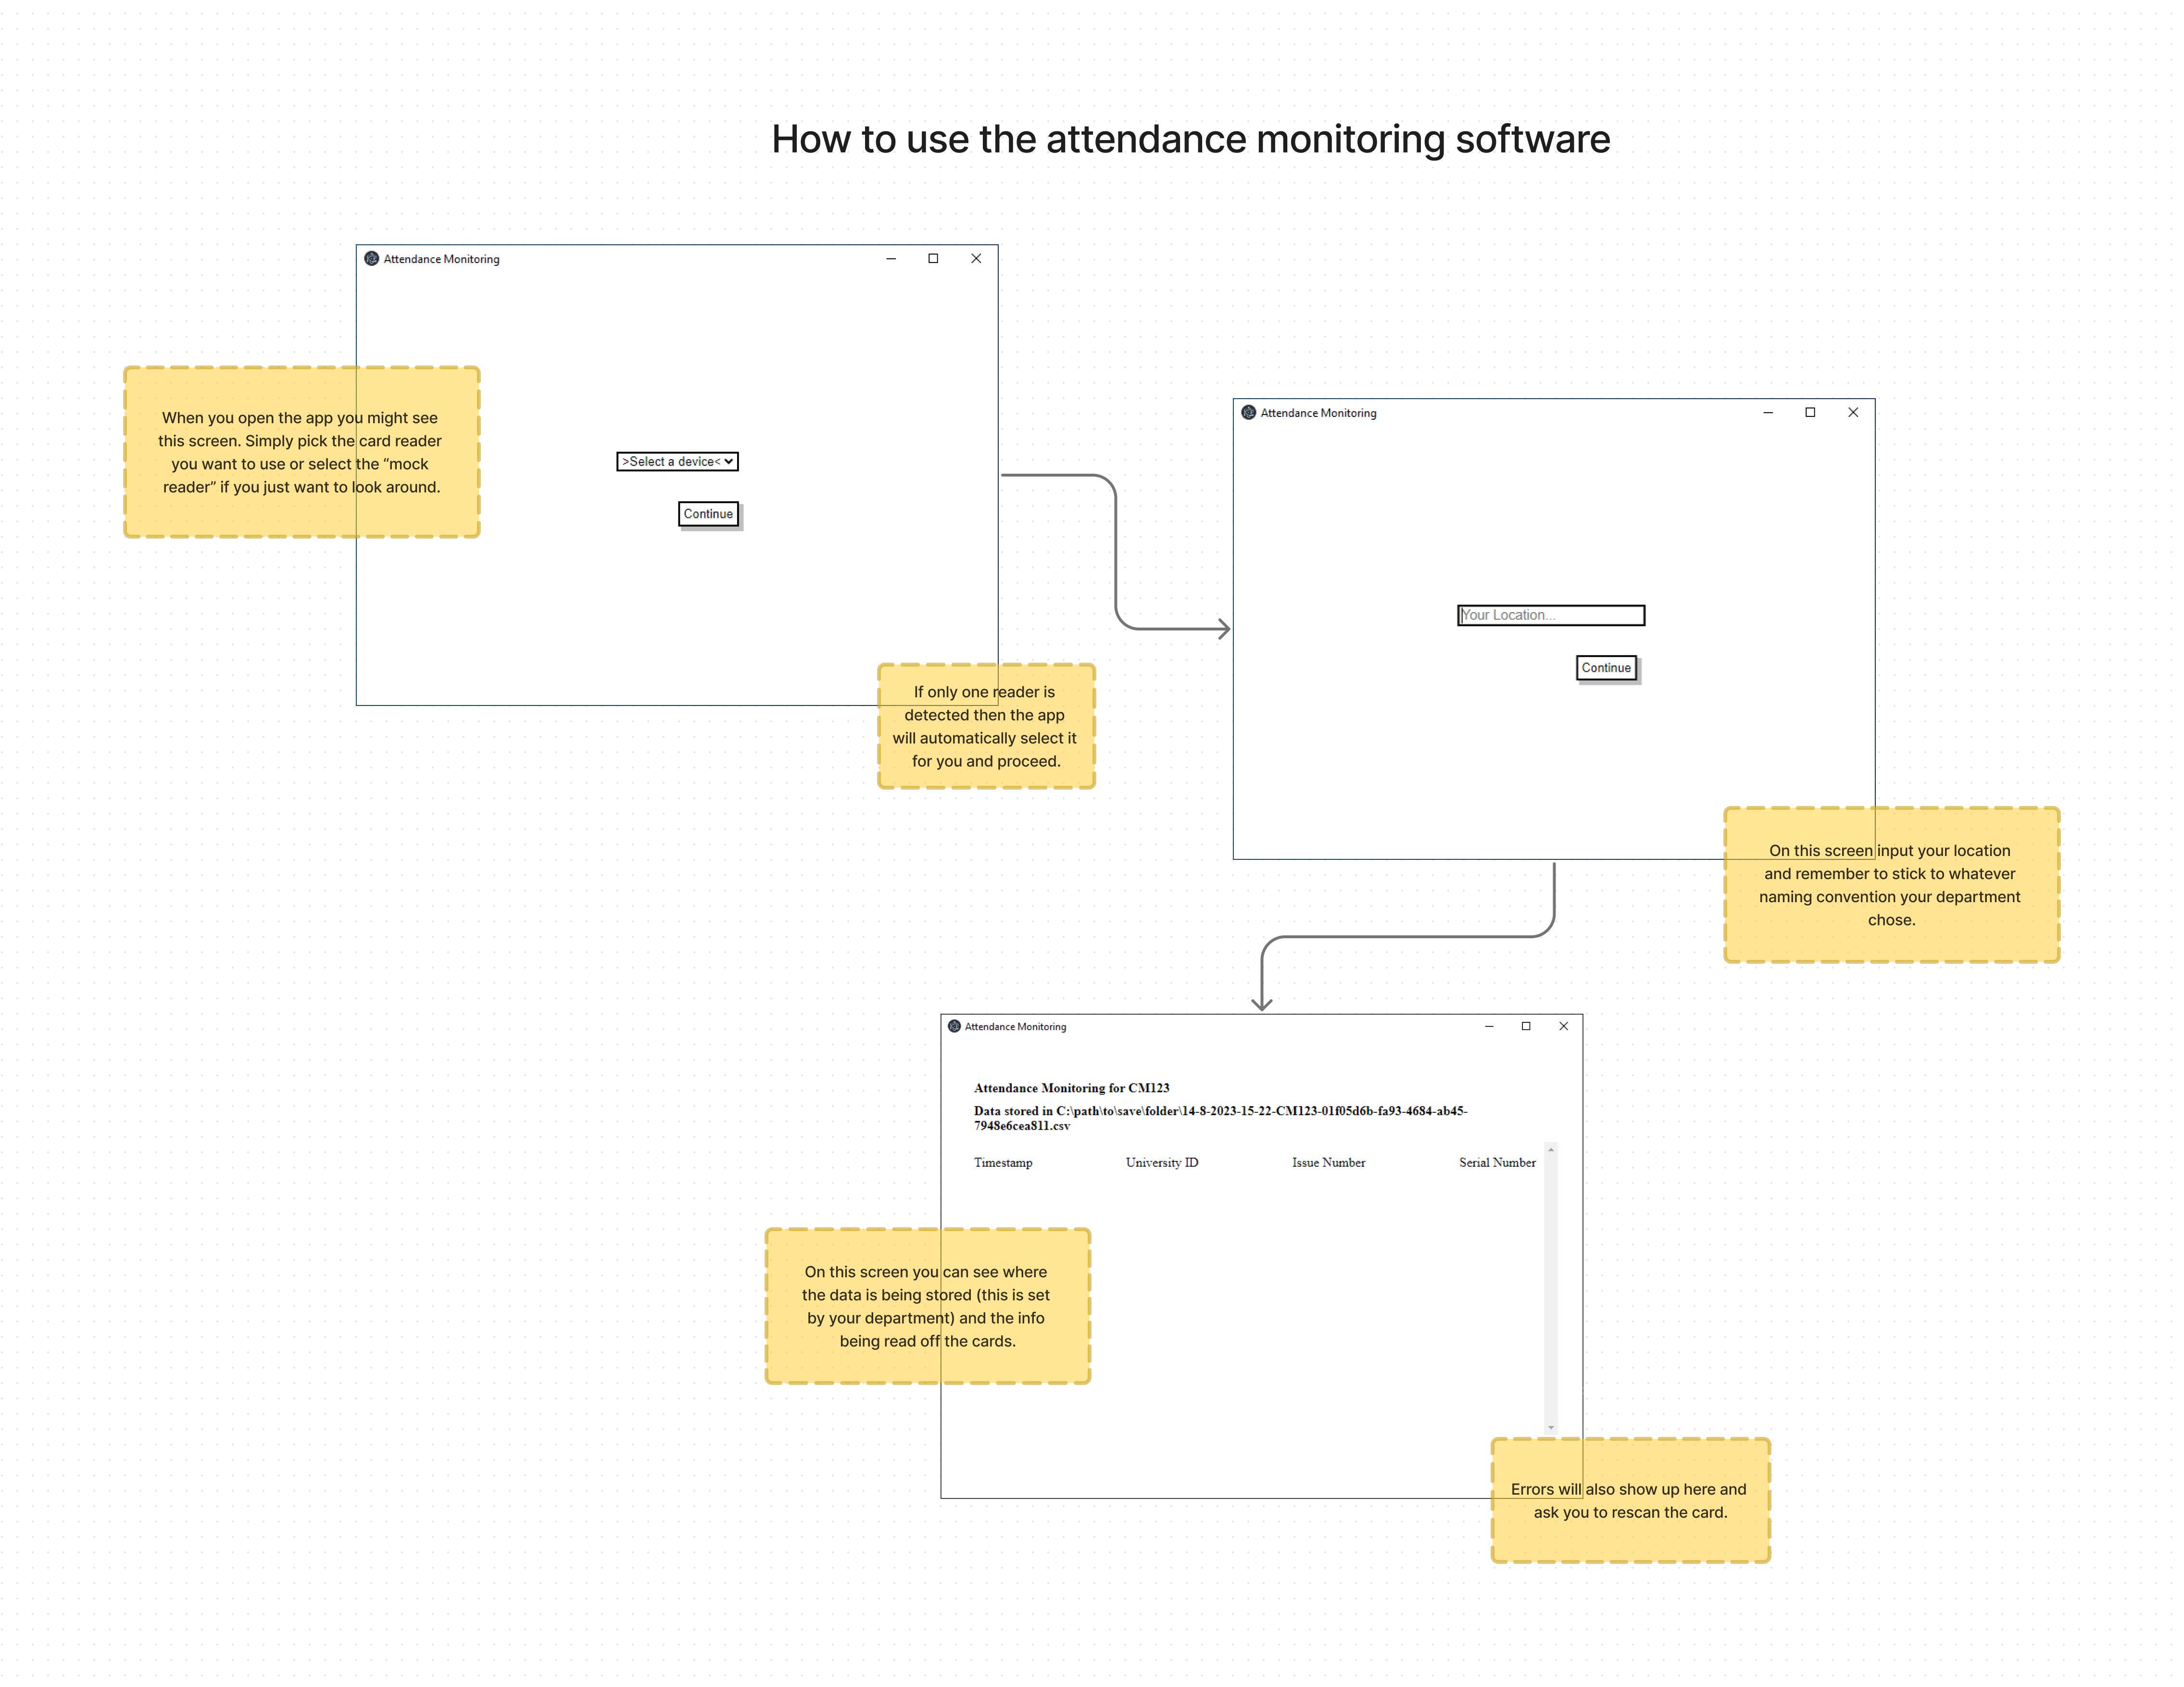 How to use the attendance monitoring software
Attendance Monitoring
When you open the app you might see
this screen. Simply pick the card reader
you want to use or select the “mock
reader” if you just want to look around.
>Select a device<
Continue
If only one reader is
detected then the app
will automatically select it
for you and proceed.
Attendance Monitoring
Your Location...
Continue
On this screen input your location
and remember to stick to whatever
naming convention your department
chose.
Attendance Monitoring
Attendance Monitoring for CM123
Data stored in C:\path\to\save\folder\14-8-2023-15-22-CM123-01f05d6b-fa93-4684-ab45-
7948e6cea811.csv
Timestamp University ID Issue Number Serial Number
On this screen you can see where
the data is being stored (this is set
by your department) and the info
being read off the cards.
Errors will also show up here and
ask you to rescan the card.